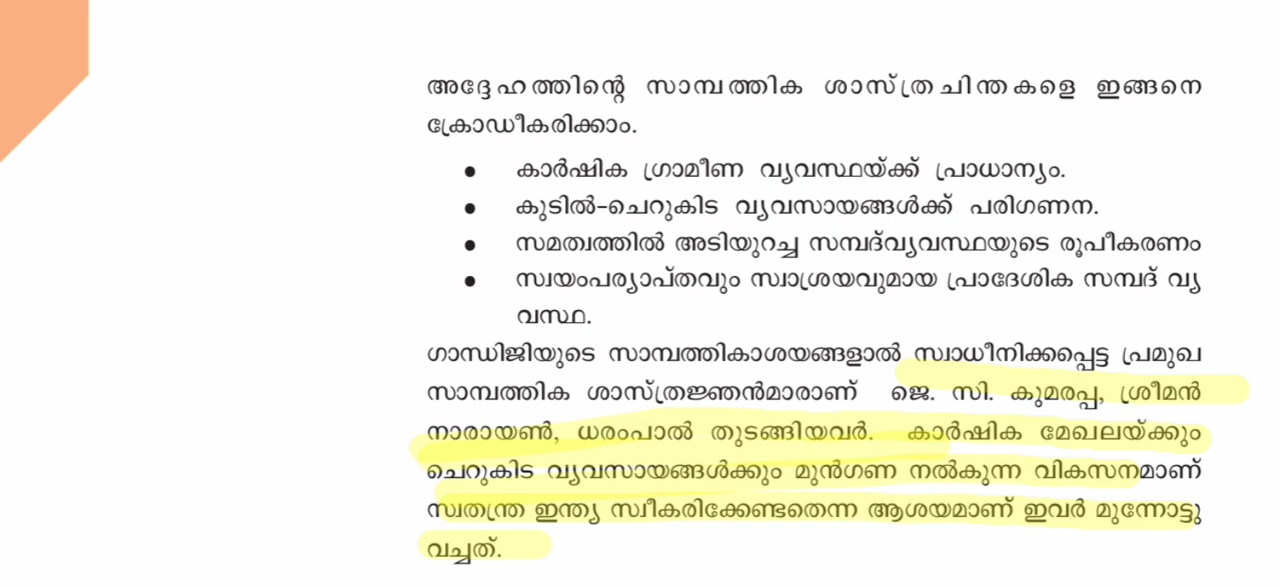 അദ്ദേഹത്തിന്റെ സാമ്പത്തിക ശാസ്ത്രചിന്തകളെ ഇങ്ങനെ
ക്രോഡീകരിക്കാം.
• കാർഷിക ഗ്രാമീണ വ്യവസ്ഥയ്ക്ക് പ്രാധാന്യം.
• കുടിൽ-ചെറുകിട വ്യവസായങ്ങൾക്ക് പരിഗണന.
• സമത്വത്തിൽ അടിയുറച്ച സമ്പദ്‌വ്യവസ്ഥയുടെ രൂപീകരണം
• സ്വയംപര്യാപ്തവും സ്വാശ്രയവുമായ പ്രാദേശിക സമ്പദ് വ്യ
വസ്ഥ.
ഗാന്ധിജിയുടെ സാമ്പത്തികാശയങ്ങളാൽ സ്വാധീനിക്കപ്പെട്ട പ്രമുഖ
സാമ്പത്തിക ശാസ്ത്രജ്ഞൻമാരാണ് ജെ. സി. കുമരപ്പ, ശ്രീമൻ
നാരായൺ, ധരംപാൽ തുടങ്ങിയവർ. കാർഷിക മേഖലയ്ക്കും
ചെറുകിട വ്യവസായങ്ങൾക്കും മുൻഗണ നൽകുന്ന വികസനമാണ്
സ്വതന്ത്ര ഇന്ത്യ സ്വീകരിക്കേണ്ടതെന്ന ആശയമാണ് ഇവർ മുന്നോട്ടു
വച്ചത്.